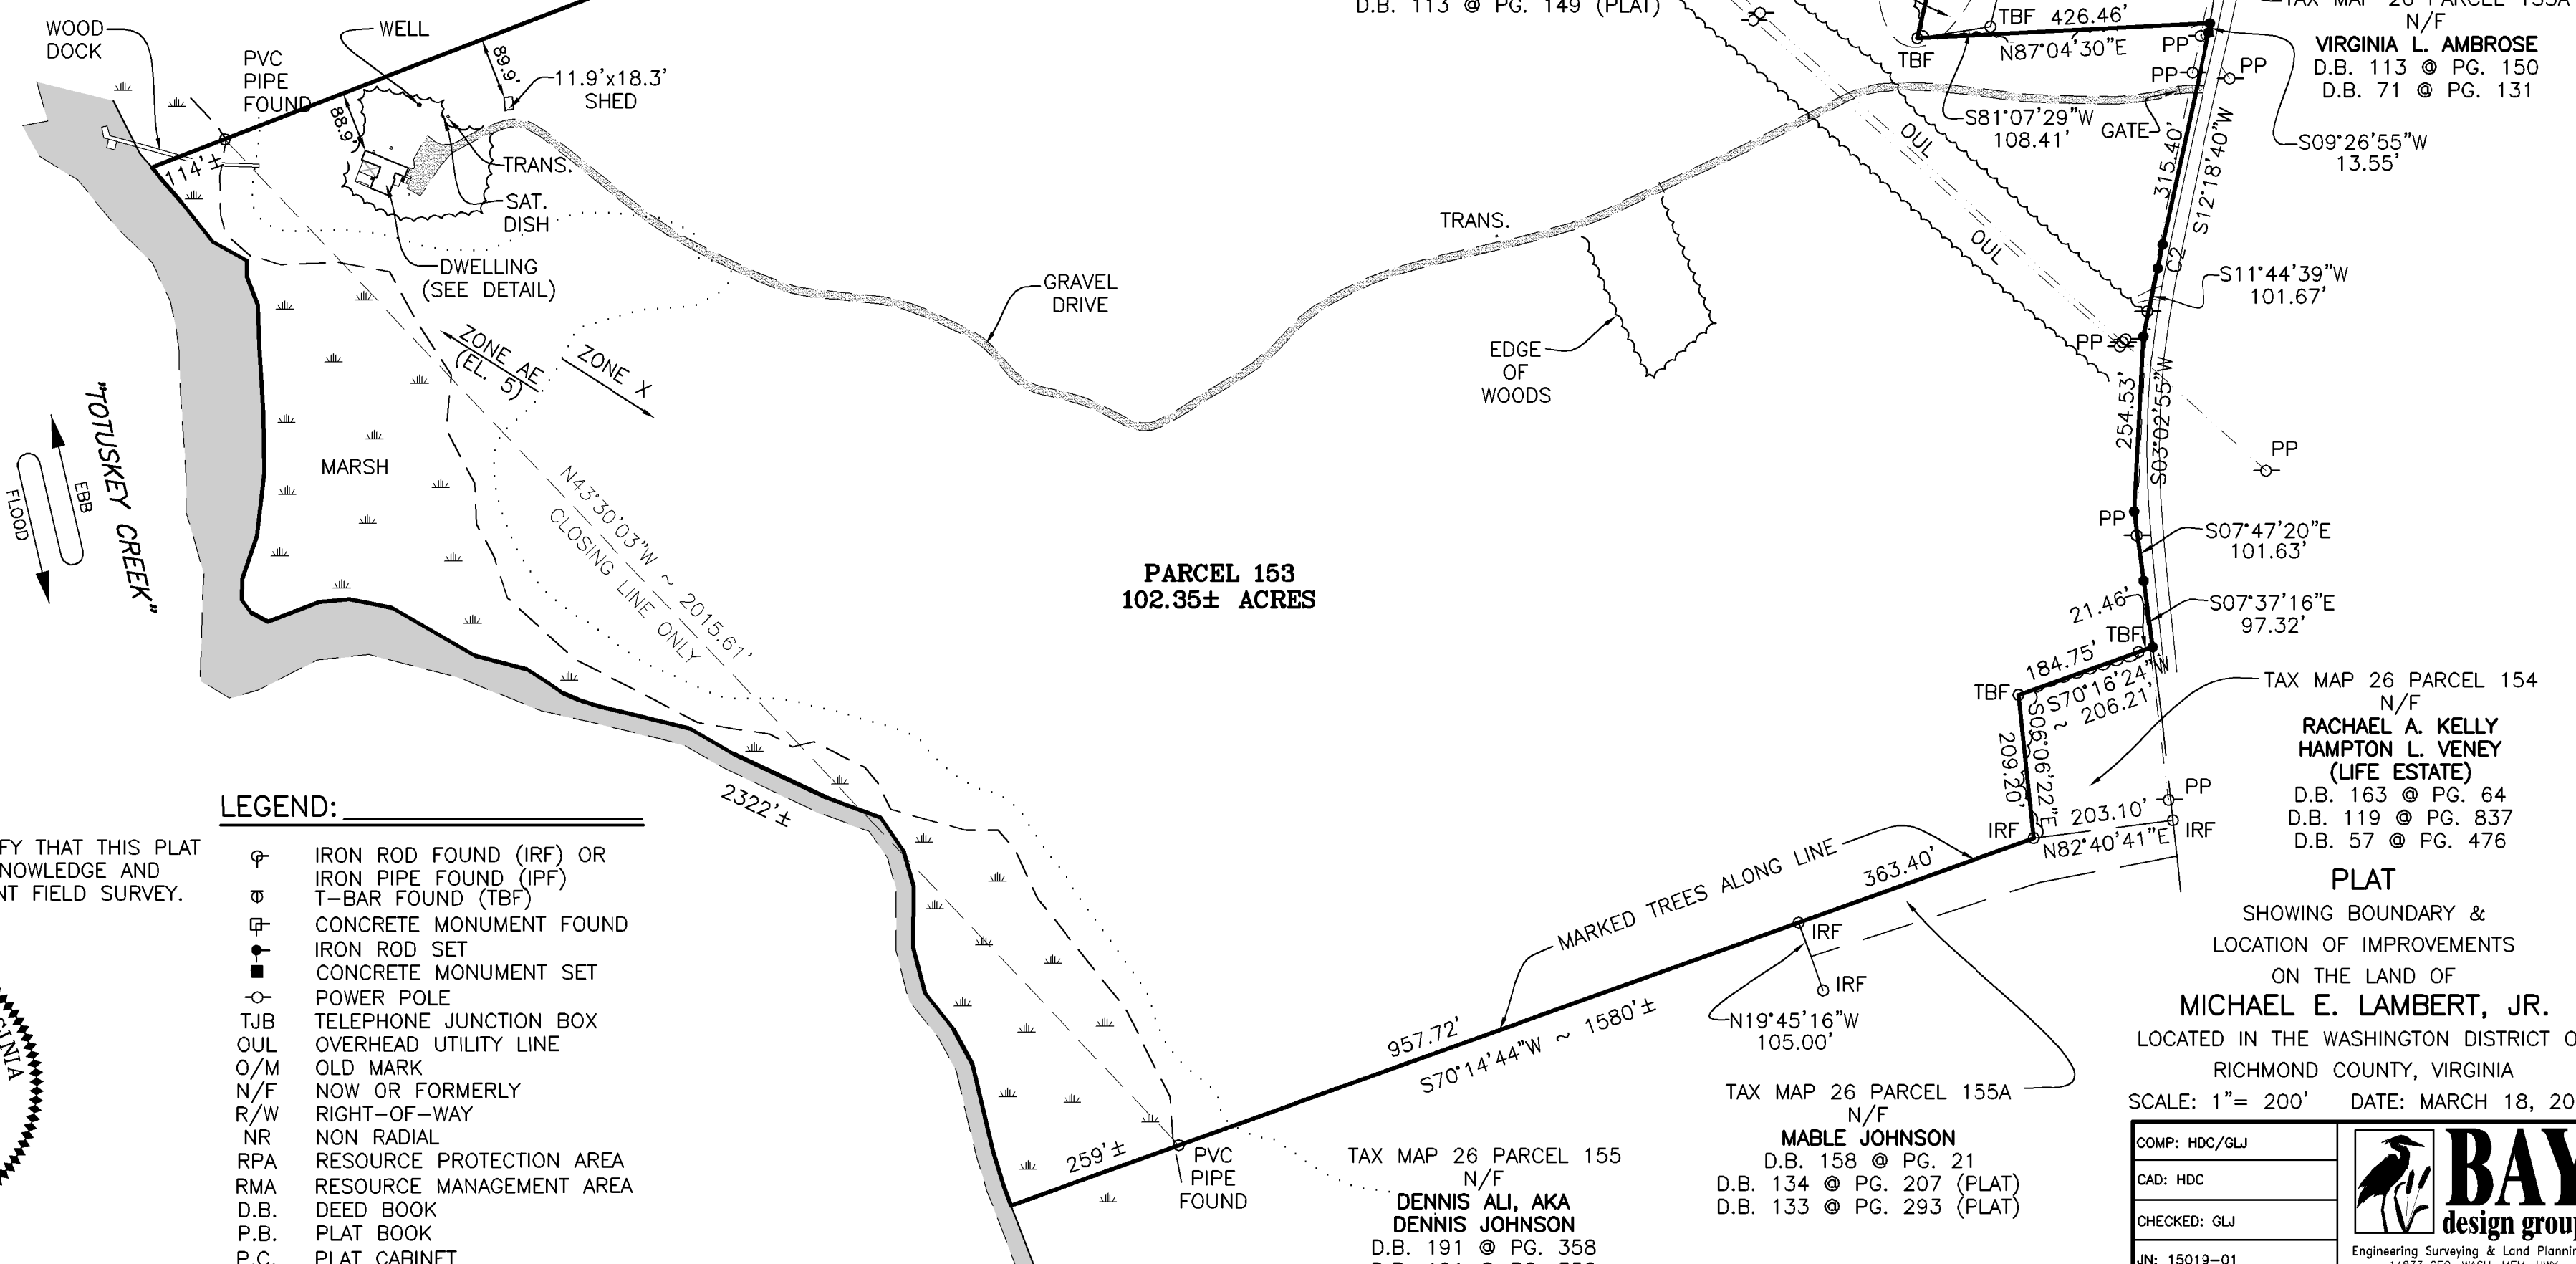 D.B. 113 @ PG. 149 (PLAT)
WOOD
DOCK
PVC
PIPE
FOUND
WELL
89.9'
11.9'x18.3'
SHED
88.9'
114'±
TRANS.
SAT.
DISH
DWELLING
(SEE DETAIL)
ZONE AE
(EL. 5)
ZONE X
GRAVEL
DRIVE
TRANS.
EDGE
OF
WOODS
OUL
OUL
TBF 426.46'
N87°04'30"E
TBF
S81°07'29"W
108.41'
GATE
PP
PP
PP
TAX MAP 26 PARCEL 155A
N/F
VIRGINIA L. AMBROSE
D.B. 113 @ PG. 150
D.B. 71 @ PG. 131
S09°26'55"W
13.55'
315.40'
S12°18'40"W
C2
S11°44'39"W
101.67'
PP
254.53'
S03°02'55"W
PP
PP
S07°47'20"E
101.63'
S07°37'16"E
97.32'
21.46'
TBF
184.75'
S70°16'24"W
~ 206.21'
TBF
S06°06'22"E
209.20'
IRF
203.10'
N82°40'41"E
PP
IRF
TAX MAP 26 PARCEL 154
N/F
RACHAEL A. KELLY
HAMPTON L. VENEY
(LIFE ESTATE)
D.B. 163 @ PG. 64
D.B. 119 @ PG. 837
D.B. 57 @ PG. 476
"TOTUSKEY CREEK"
EBB
FLOOD
MARSH
N43°30'03"W ~ 2015.61'
CLOSING LINE ONLY
PARCEL 153
102.35± ACRES
2322'±
MARKED TREES ALONG LINE
363.40'
IRF
IRF
N19°45'16"W
105.00'
957.72'
S70°14'44"W ~ 1580'±
259'±
PVC
PIPE
FOUND
TAX MAP 26 PARCEL 155
N/F
DENNIS ALI, AKA
DENNIS JOHNSON
D.B. 191 @ PG. 358
TAX MAP 26 PARCEL 155A
N/F
MABLE JOHNSON
D.B. 158 @ PG. 21
D.B. 134 @ PG. 207 (PLAT)
D.B. 133 @ PG. 293 (PLAT)
FY THAT THIS PLAT
NOWLEDGE AND
NT FIELD SURVEY.
GINIA
LEGEND:
IRON ROD FOUND (IRF) OR
IRON PIPE FOUND (IPF)
T-BAR FOUND (TBF)
CONCRETE MONUMENT FOUND
IRON ROD SET
CONCRETE MONUMENT SET
POWER POLE
TJB TELEPHONE JUNCTION BOX
OUL OVERHEAD UTILITY LINE
O/M OLD MARK
N/F NOW OR FORMERLY
R/W RIGHT-OF-WAY
NR NON RADIAL
RPA RESOURCE PROTECTION AREA
RMA RESOURCE MANAGEMENT AREA
D.B. DEED BOOK
P.B. PLAT BOOK
P.C. PLAT CABINET
PLAT
SHOWING BOUNDARY &
LOCATION OF IMPROVEMENTS
ON THE LAND OF
MICHAEL E. LAMBERT, JR.
LOCATED IN THE WASHINGTON DISTRICT O
RICHMOND COUNTY, VIRGINIA
SCALE: 1"= 200' DATE: MARCH 18, 20
COMP: HDC/GLJ
CAD: HDC
CHECKED: GLJ
JN: 15019-01
BAY
design group
Engineering Surveying & Land Plannin